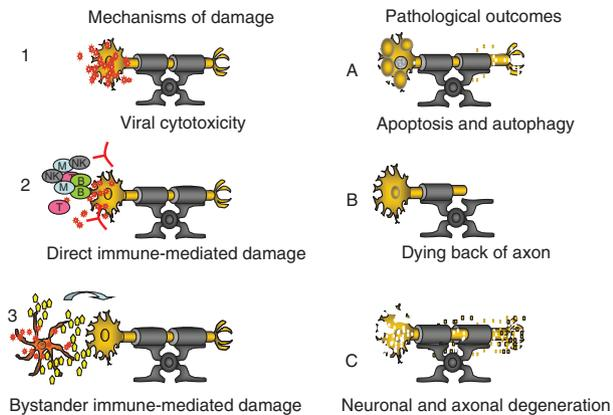 Mechanisms of damage
Pathological outcomes
1
A
Viral cytotoxicity
Apoptosis and autophagy
2
M
NK
NK
B
M
B
T
B
Direct immune-mediated damage
Dying back of axon
3
C
Bystander immune-mediated damage
Neuronal and axonal degeneration